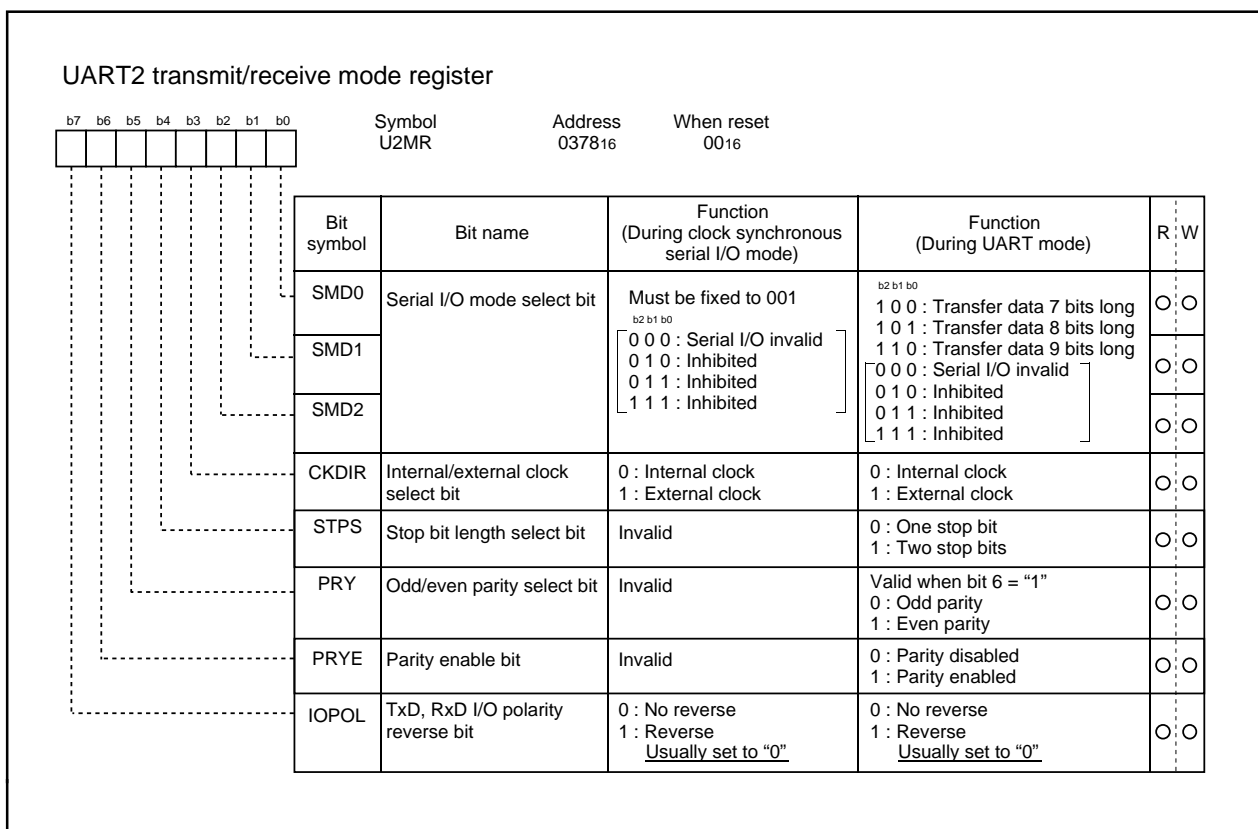 UART2 transmit/receive mode register
b7 b6 b5 b4 b3 b2 b1 b0
Symbol Address When reset
U2MR 037816 0016
Bit symbol Bit name Function (During clock synchronous serial I/O mode) Function (During UART mode) R W
SMD0 Serial I/O mode select bit
SMD1
SMD2
Must be fixed to 001
b2 b1 b0
0 0 0 : Serial I/O invalid
0 1 0 : Inhibited
0 1 1 : Inhibited
1 1 1 : Inhibited
b2 b1 b0
1 0 0 : Transfer data 7 bits long
1 0 1 : Transfer data 8 bits long
1 1 0 : Transfer data 9 bits long
0 0 0 : Serial I/O invalid
0 1 0 : Inhibited
0 1 1 : Inhibited
1 1 1 : Inhibited
CKDIR Internal/external clock select bit
0 : Internal clock
1 : External clock
0 : Internal clock
1 : External clock
STPS Stop bit length select bit Invalid
0 : One stop bit
1 : Two stop bits
PRY Odd/even parity select bit Invalid
Valid when bit 6 = “1”
0 : Odd parity
1 : Even parity
PRYE Parity enable bit Invalid
0 : Parity disabled
1 : Parity enabled
IOPOL TxD, RxD I/O polarity reverse bit
0 : No reverse
1 : Reverse
Usually set to “0”
0 : No reverse
1 : Reverse
Usually set to “0”